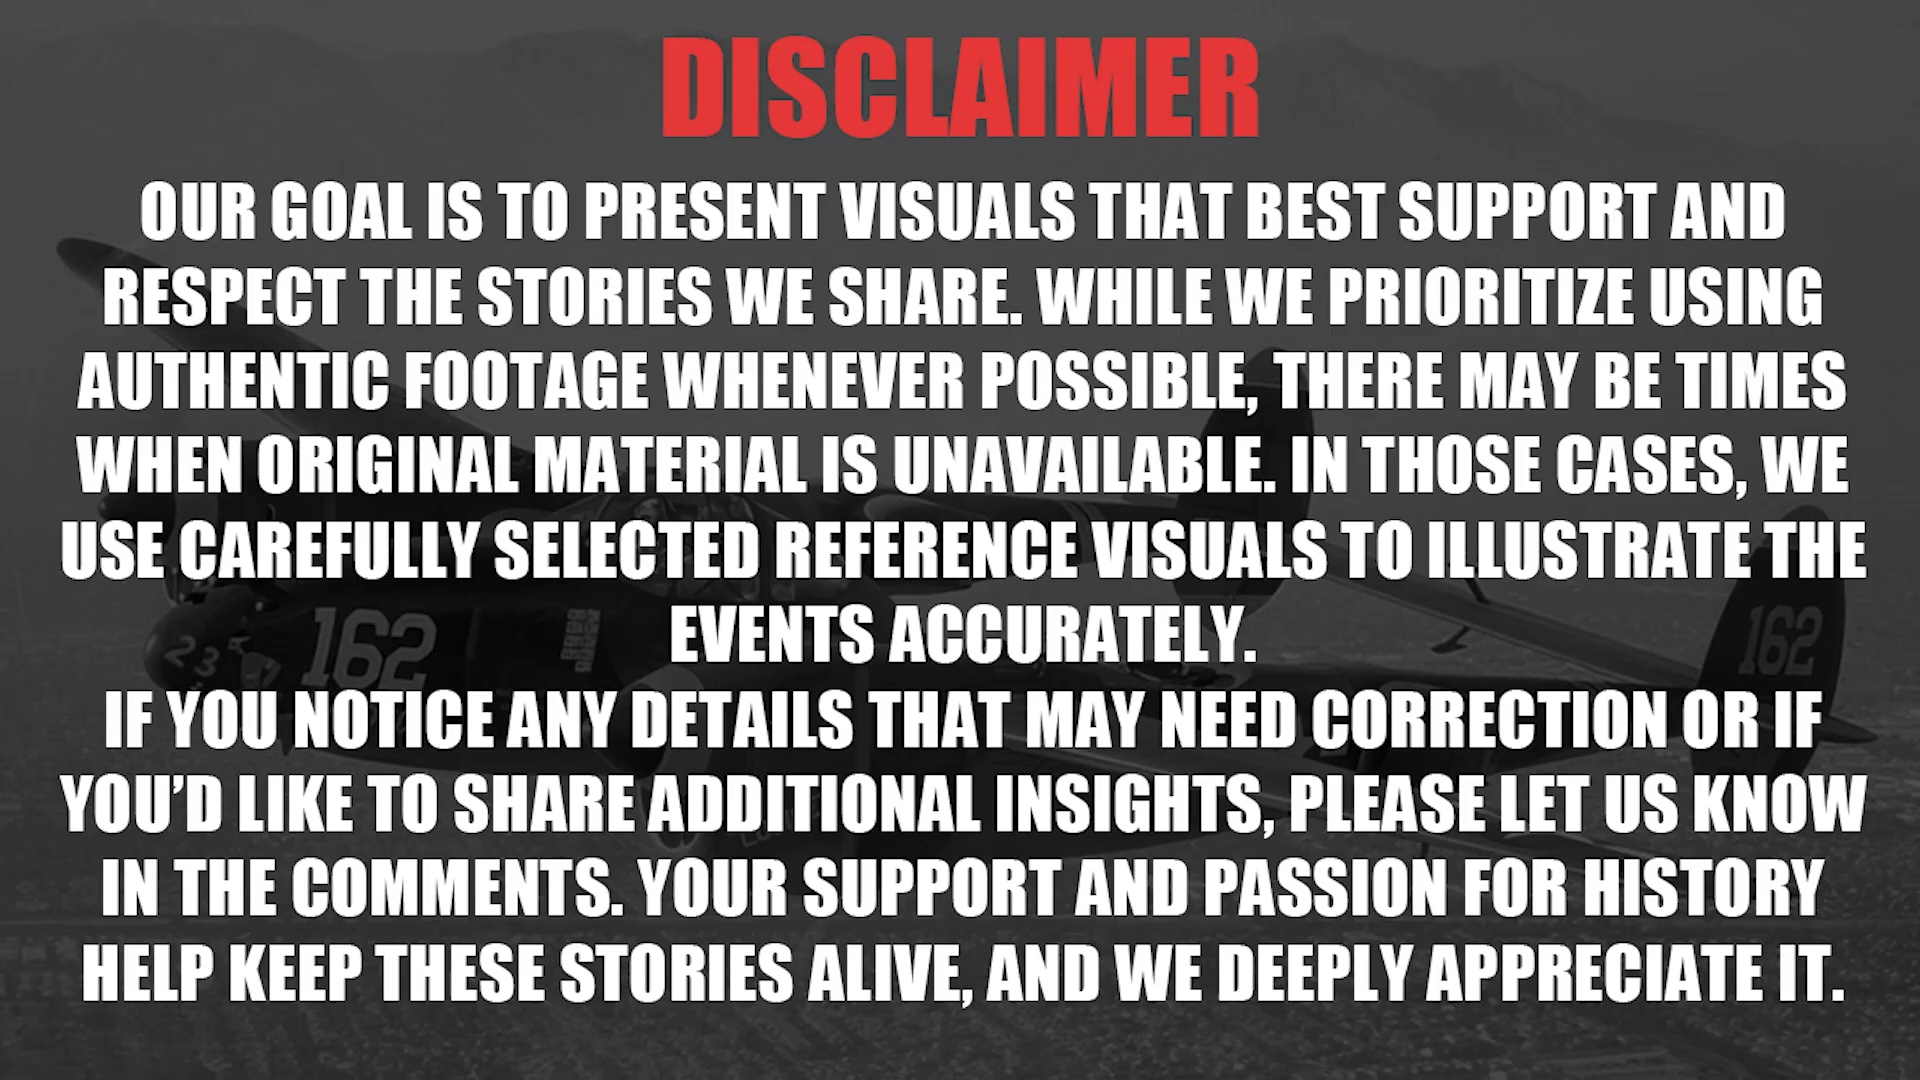 DISCLAIMER
OUR GOAL IS TO PRESENT VISUALS THAT BEST SUPPORT AND
RESPECT THE STORIES WE SHARE. WHILE WE PRIORITIZE USING
AUTHENTIC FOOTAGE WHENEVER POSSIBLE, THERE MAY BE TIMES
WHEN ORIGINAL MATERIAL IS UNAVAILABLE. IN THOSE CASES, WE
USE CAREFULLY SELECTED REFERENCE VISUALS TO ILLUSTRATE THE
EVENTS ACCURATELY.
IF YOU NOTICE ANY DETAILS THAT MAY NEED CORRECTION OR IF
YOU’D LIKE TO SHARE ADDITIONAL INSIGHTS, PLEASE LET US KNOW
IN THE COMMENTS. YOUR SUPPORT AND PASSION FOR HISTORY
HELP KEEP THESE STORIES ALIVE, AND WE DEEPLY APPRECIATE IT.
23
162
162